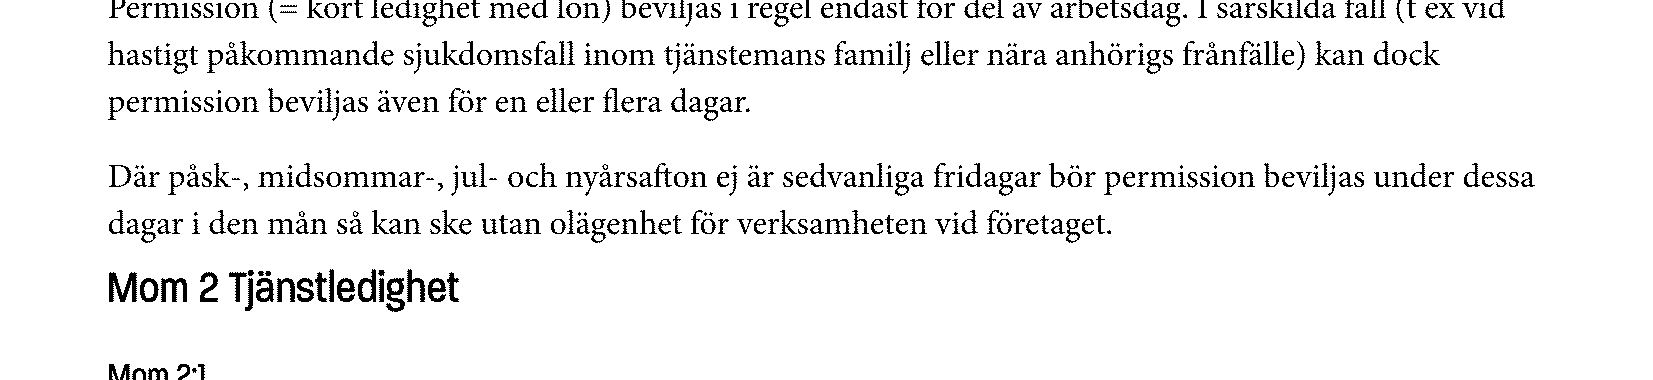 Permission (= kort ledighet med lön) beviljas i regel endast för del av arbetsdag. I särskilda fall (t ex vid
hastigt påkommande sjukdomsfall inom tjänstemans familj eller nära anhörigs frånfälle) kan dock
permission beviljas även för en eller flera dagar.
Där påsk-, midsommar-, jul- och nyårsafton ej är sedvanliga fridagar bör permission beviljas under dessa
dagar i den mån så kan ske utan olägenhet för verksamheten vid företaget.
Mom 2 Tjänstledighet
Mom 2:1